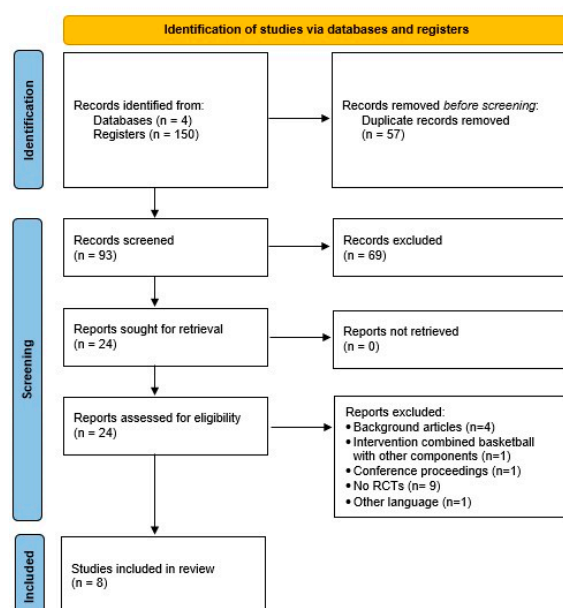 Identification of studies via databases and registers
Identification
Records identified from:
Databases (n = 4)
Registers (n = 150)
Records removed before screening:
Duplicate records removed
(n = 57)
Screening
Records screened
(n = 93)
Records excluded
(n = 69)
Reports sought for retrieval
(n = 24)
Reports not retrieved
(n = 0)
Reports assessed for eligibility
(n = 24)
Reports excluded:
• Background articles (n=4)
• Intervention combined basketball
with other components (n=1)
• Conference proceedings (n=1)
• No RCTs (n= 9)
• Other language (n=1)
Included
Studies included in review
(n = 8)